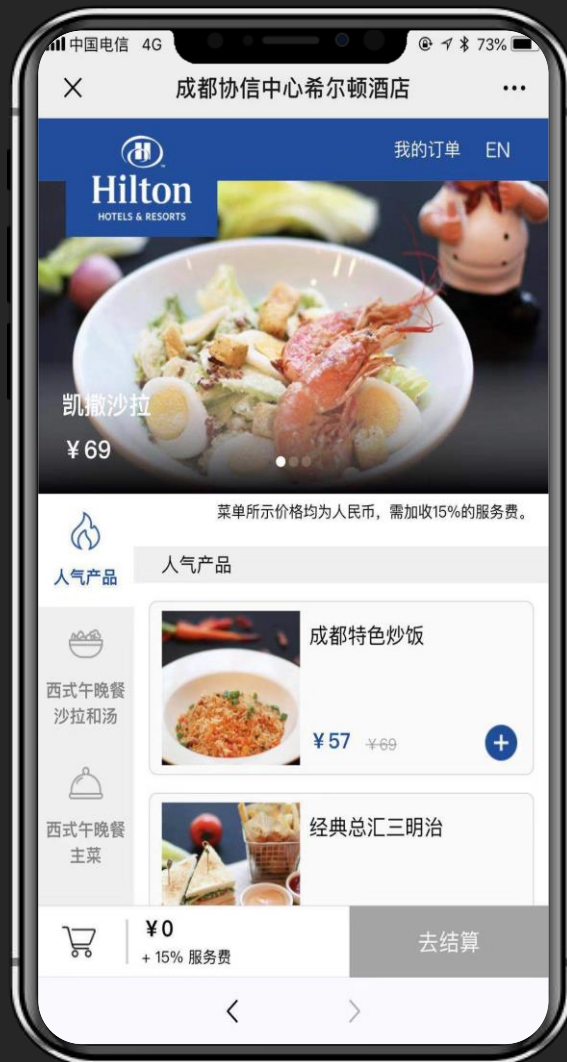 中国电信 4G
73%
成都协信中心希尔顿酒店
我的订单 EN
H
Hilton
HOTELS & RESORTS
凯撒沙拉
¥69
菜单所示价格均为人民币，需加收15%的服务费。
人气产品
人气产品
成都特色炒饭
¥57 ¥69
西式午晚餐
沙拉和汤
经典总汇三明治
西式午晚餐
主菜
¥0
+ 15% 服务费
去结算